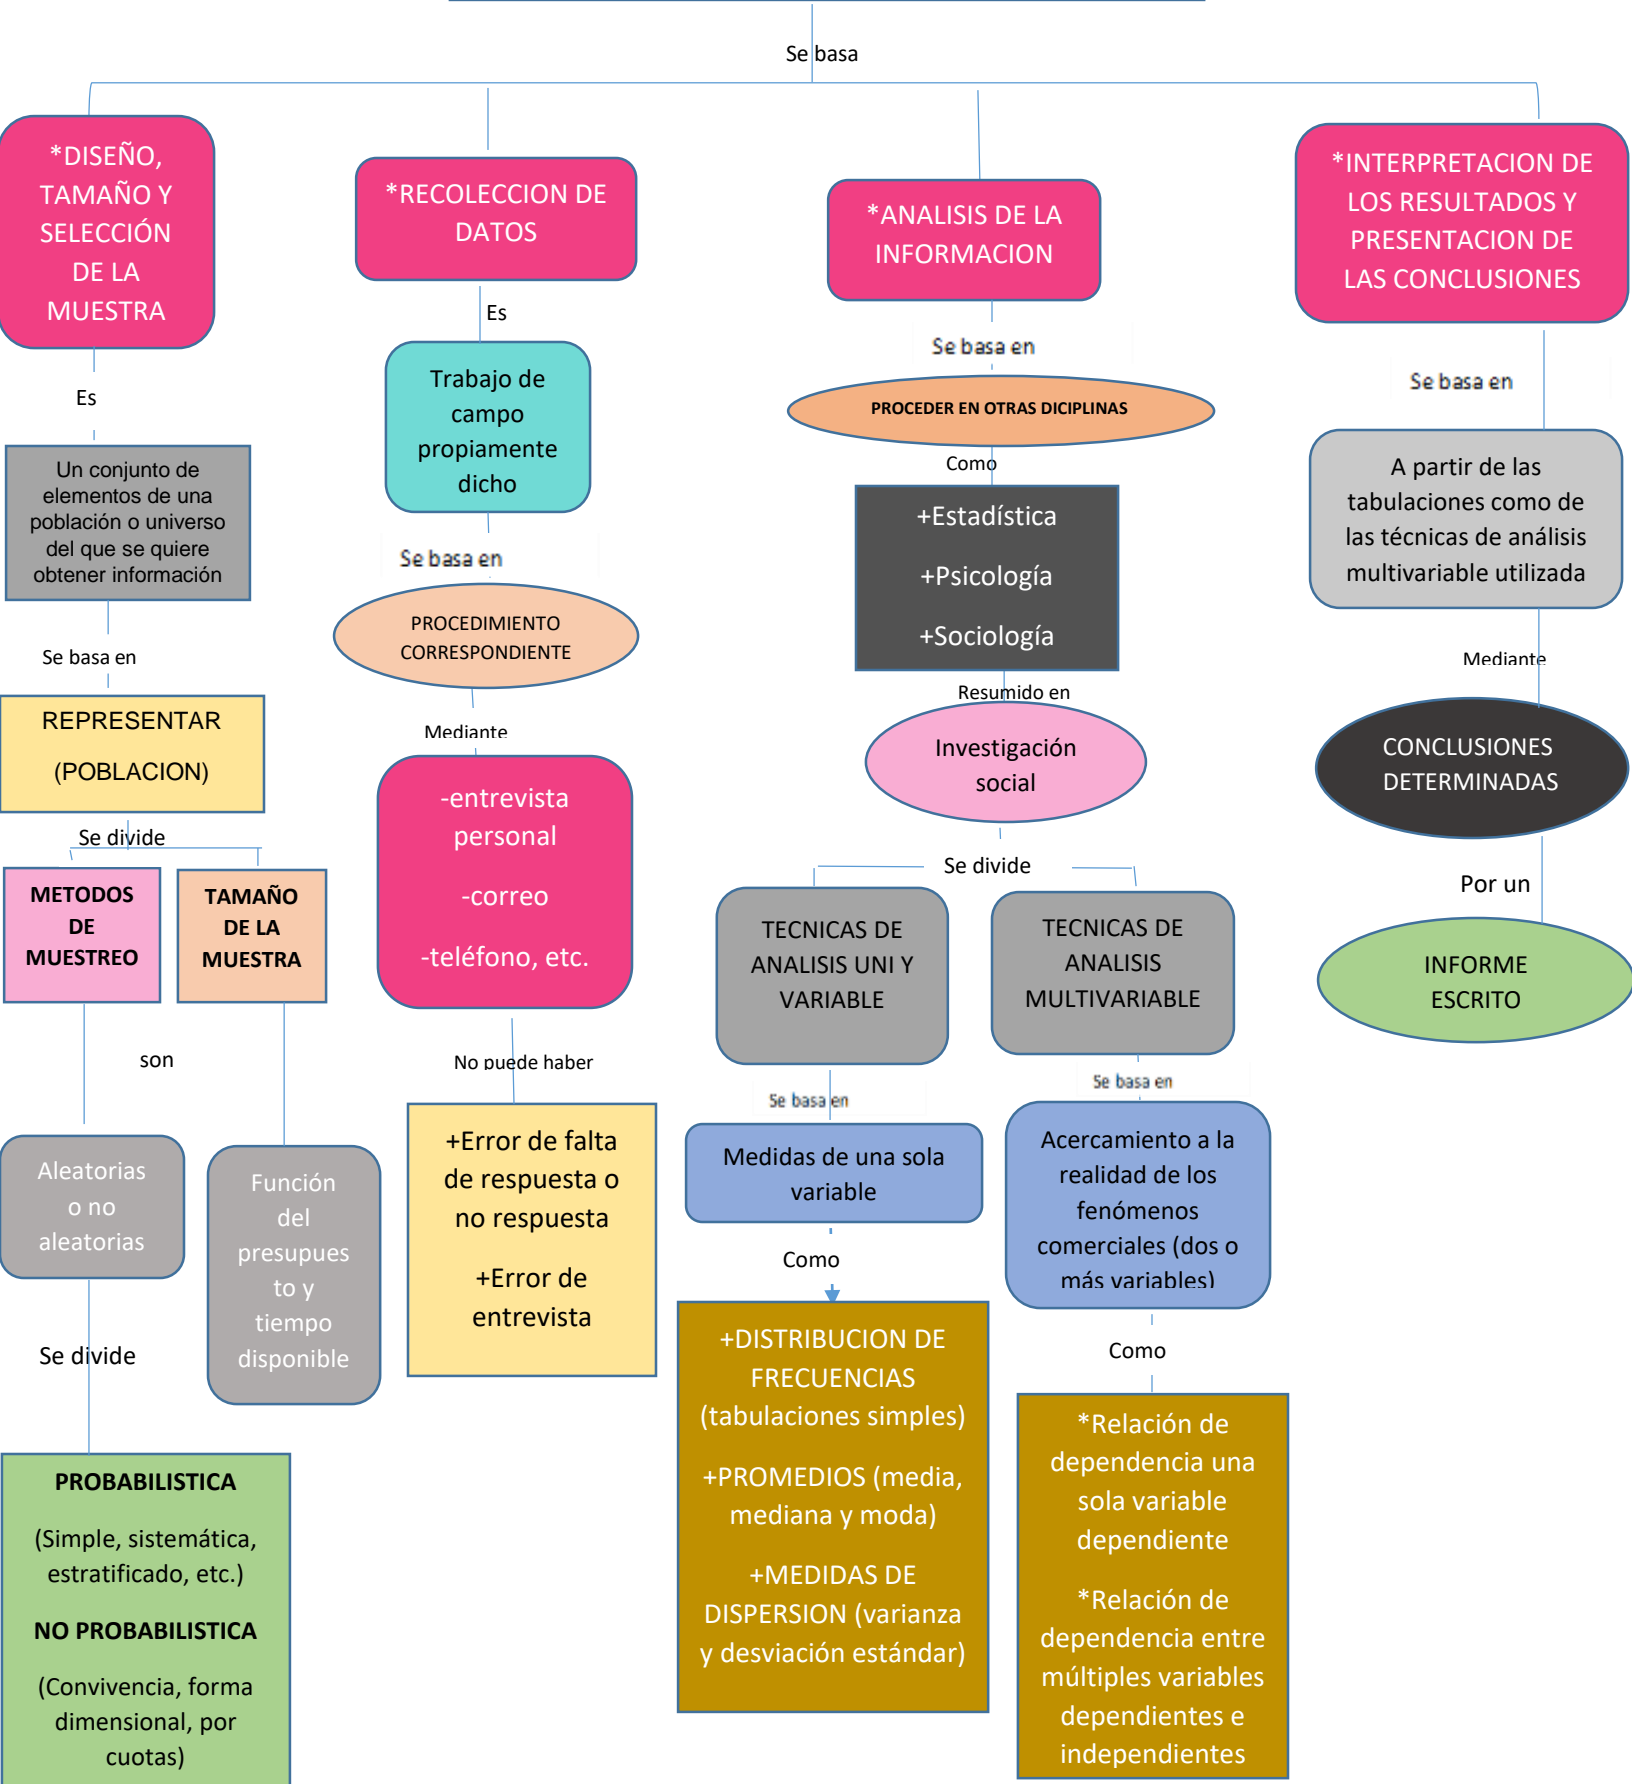 Se basa
*DISEÑO,
TAMAÑO Y
SELECCIÓN
DE LA
MUESTRA
Es
Un conjunto de
elementos de una
población o universo
del que se quiere
obtener información
Se basa en
REPRESENTAR
(POBLACION)
Se divide
METODOS
DE
MUESTREO
TAMAÑO
DE LA
MUESTRA
son
Aleatorias
o no
aleatorias
Función
del
presupues
to y
tiempo
disponible
Se divide
PROBABILISTICA
(Simple, sistemática,
estratificado, etc.)
NO PROBABILISTICA
(Convivencia, forma
dimensional, por
cuotas)
*RECOLECCION DE
DATOS
Es
Trabajo de
campo
propiamente
dicho
Se basa en
PROCEDIMIENTO
CORRESPONDIENTE
Mediante
-entrevista
personal
-correo
-teléfono, etc.
No puede haber
+Error de falta
de respuesta o
no respuesta
+Error de
entrevista
*ANALISIS DE LA
INFORMACION
Se basa en
PROCEDER EN OTRAS DICIPLINAS
Como
+Estadística
+Psicología
+Sociología
Resumido en
Investigación
social
Se divide
TECNICAS DE
ANALISIS UNI Y
VARIABLE
Se basa en
Medidas de una sola
variable
Como
+DISTRIBUCION DE
FRECUENCIAS
(tabulaciones simples)
+PROMEDIOS (media,
mediana y moda)
+MEDIDAS DE
DISPERSION (varianza
y desviación estándar)
TECNICAS DE
ANALISIS
MULTIVARIABLE
Se basa en
Acercamiento a la
realidad de los
fenómenos
comerciales (dos o
más variables)
Como
*Relación de
dependencia una
sola variable
dependiente
*Relación de
dependencia entre
múltiples variables
dependientes e
independientes
*INTERPRETACION DE
LOS RESULTADOS Y
PRESENTACION DE
LAS CONCLUSIONES
Se basa en
A partir de las
tabulaciones como de
las técnicas de análisis
multivariable utilizada
Mediante
CONCLUSIONES
DETERMINADAS
Por un
INFORME
ESCRITO